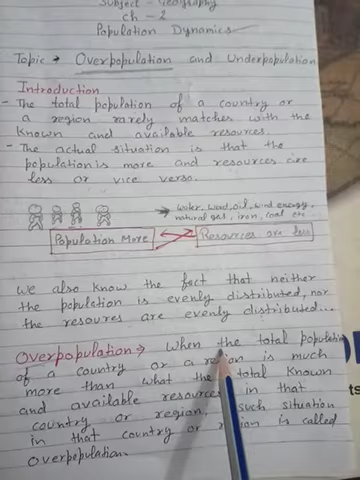 Subject - Geography
ch - 2
Population Dynamics
Topic → Overpopulation and Underpopulation
Introduction
- The total population of a country or
a region rarely matches with the
known and available resources.
- The actual situation is that the
population is more and resources are
less or vice verso.
→ water, wood, oil, wind energy,
natural gas, iron, coal etc
Population More
Resources are less
we also know the fact that neither
the population is evenly distributed, nor
the resoures are evenly distributed...
Overpopulation → When the total population
of a country or a region is much
more than what the total known
and available resources in that
country or region, such situation
in that country or region is called
overpopulation.